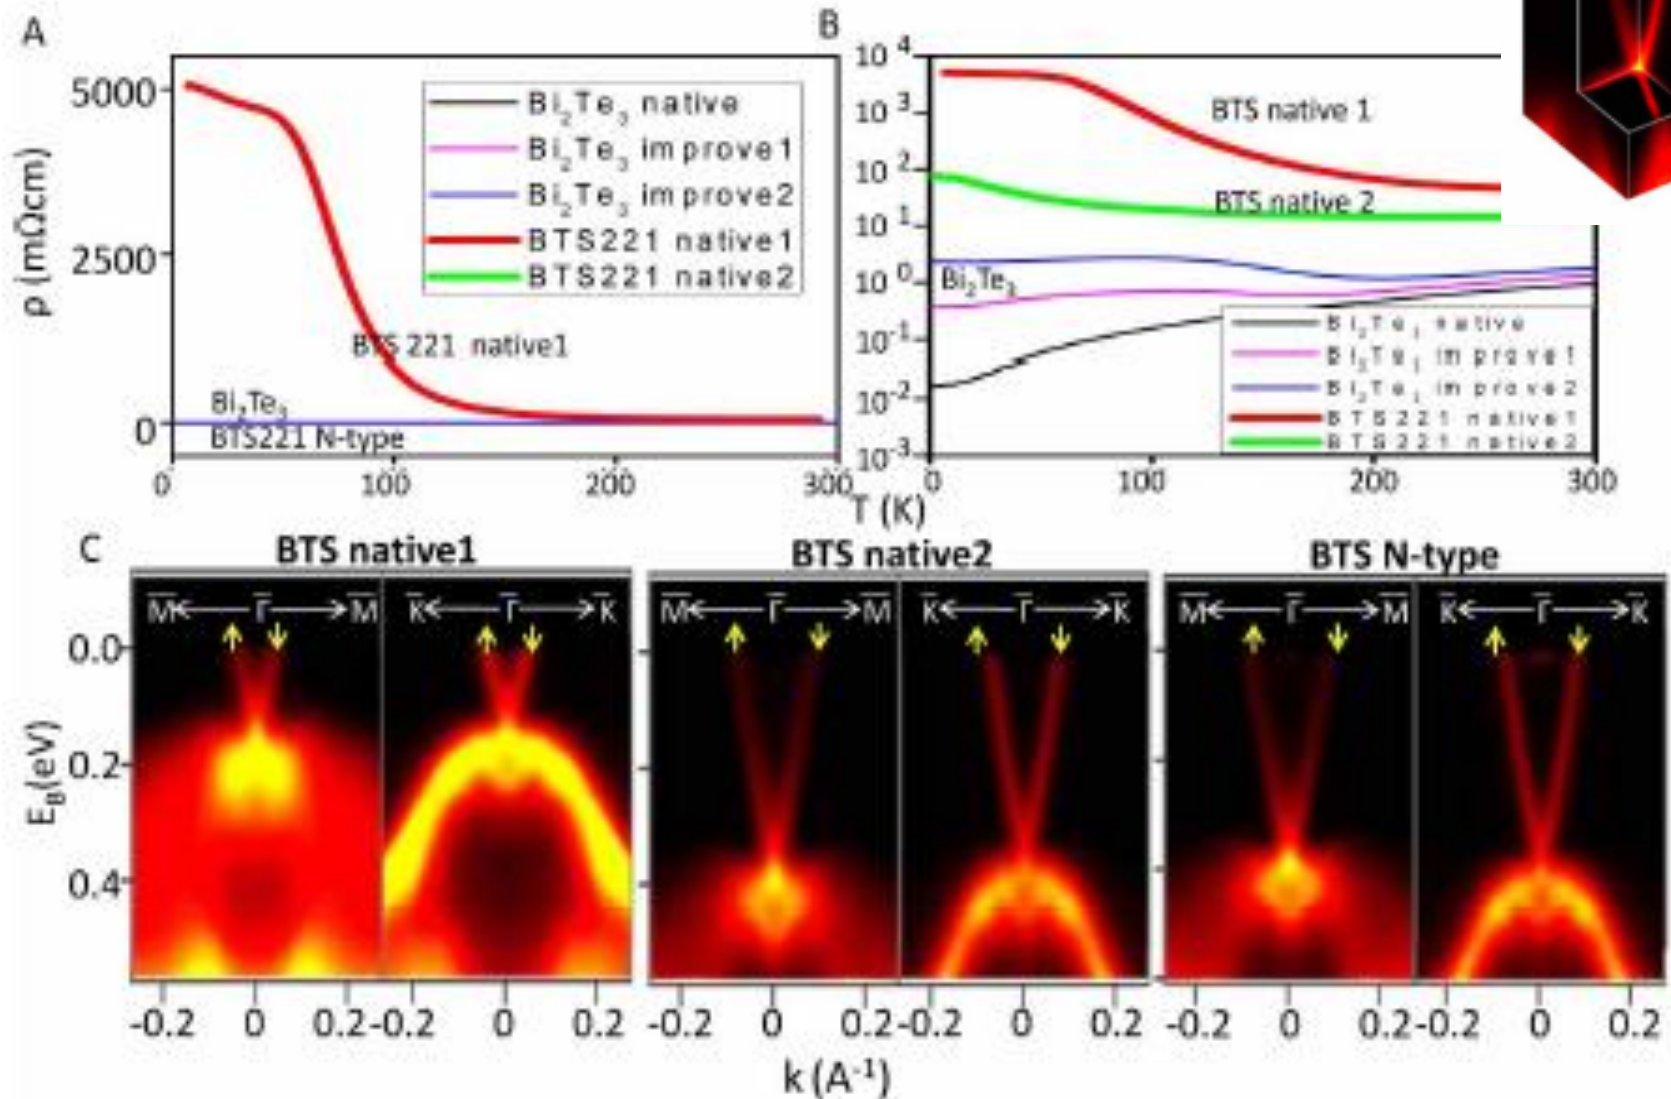 A
ρ (mΩcm)
5000
2500
0
Bi2Te3 native
Bi2Te3 improve1
Bi2Te3 improve2
BTS221 native1
BTS221 native2
BTS 221 native1
Bi2Te3
BTS221 N-type
0 100 200 300
B
10^4
10^3
10^2
10^1
10^0
10^-1
10^-2
10^-3
BTS native 1
BTS native 2
Bi2Te3
Bi2Te3 native
Bi2Te3 improve1
Bi2Te3 improve2
BTS221 native1
BTS221 native2
0 100 200 300
T (K)
C
BTS native1 BTS native2 BTS N-type
M̅ Γ̅ M̅ K̅ Γ̅ K̅ M̅ Γ̅ M̅ K̅ Γ̅ K̅ M̅ Γ̅ M̅ K̅ Γ̅ K̅
EB(eV)
0.0
0.2
0.4
-0.2 0 0.2 -0.2 0 0.2 -0.2 0 0.2 -0.2 0 0.2 -0.2 0 0.2 -0.2 0 0.2
k (A^-1)